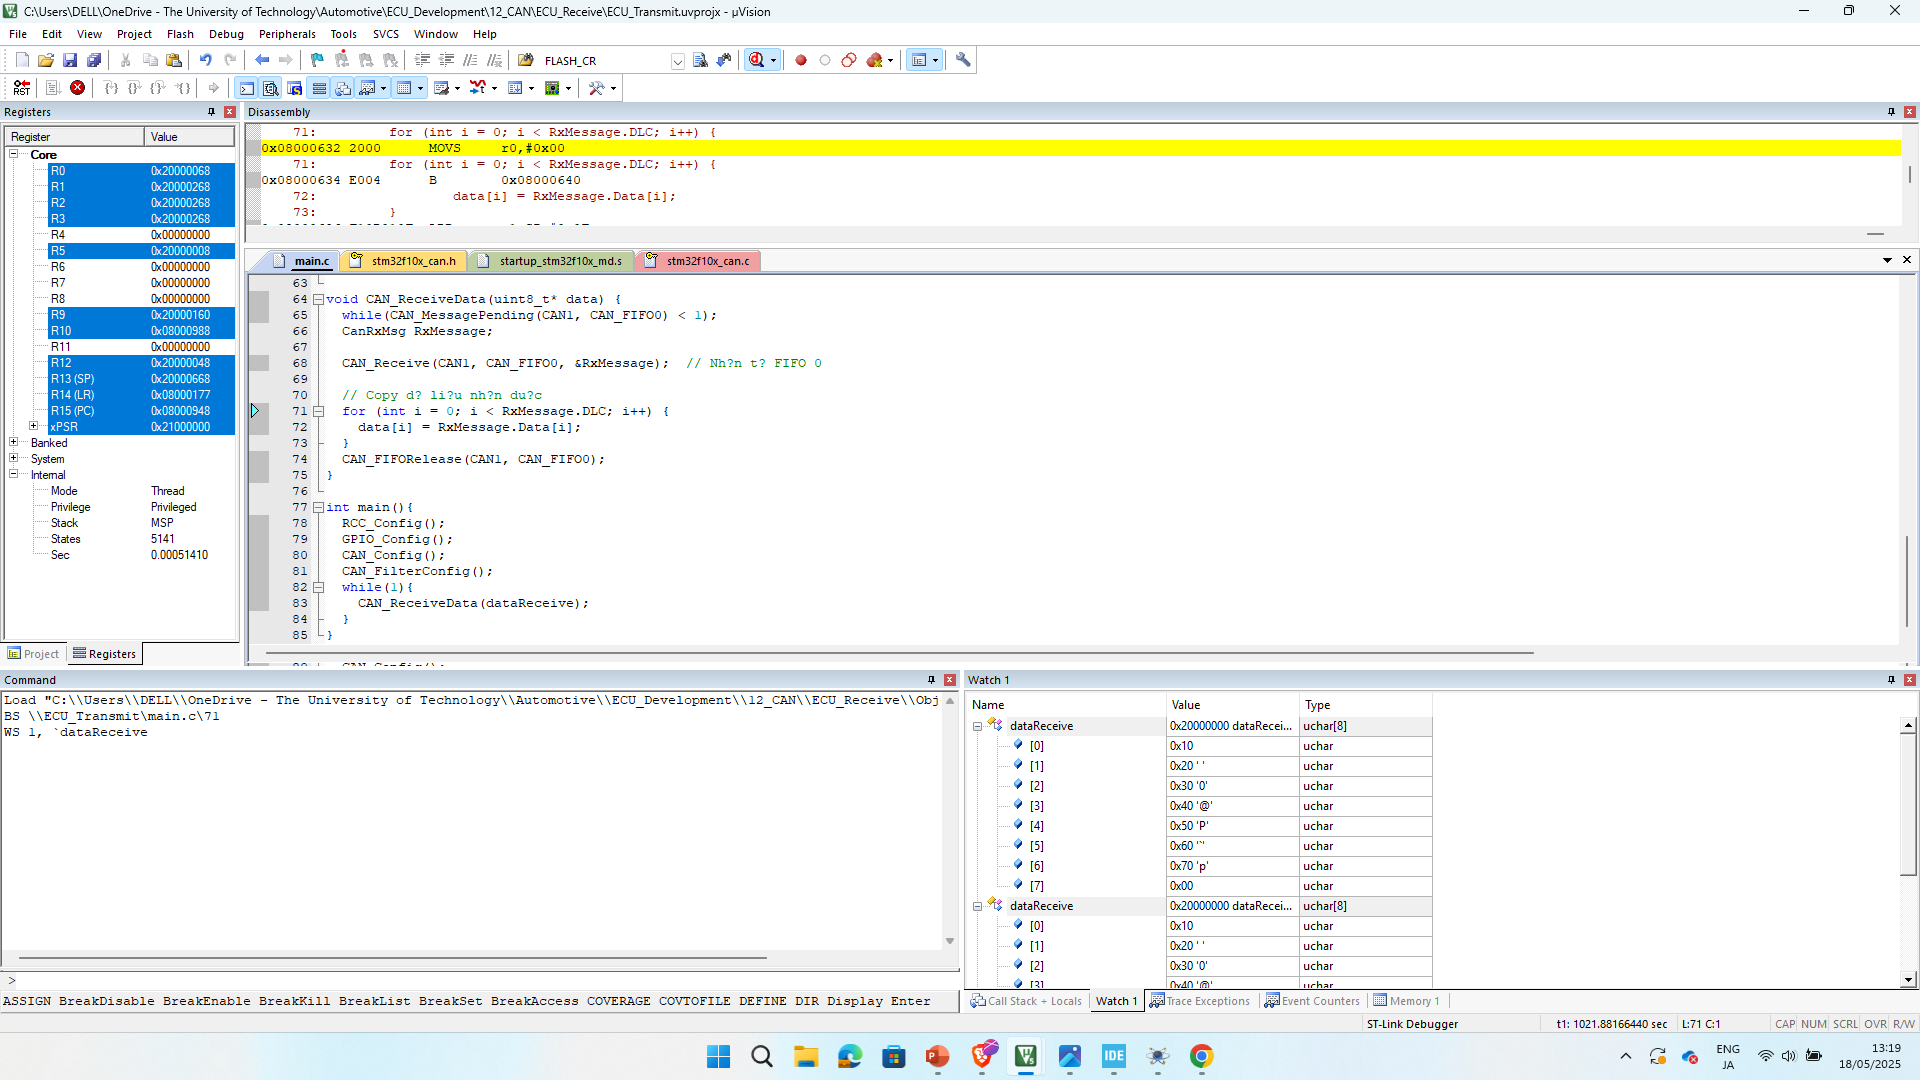 C:\Users\DELL\OneDrive - The University of Technology\Automotive\ECU_Development\12_CAN\ECU_Receive\ECU_Transmit.uvprojx - µVision
File Edit View Project Flash Debug Peripherals Tools SVCS Window Help
FLASH_CR
Registers
Register Value
Core
R0 0x20000068
R1 0x20000268
R2 0x20000268
R3 0x20000268
R4 0x00000000
R5 0x20000008
R6 0x00000000
R7 0x00000000
R8 0x00000000
R9 0x20000160
R10 0x08000988
R11 0x00000000
R12 0x20000048
R13 (SP) 0x20000668
R14 (LR) 0x08000177
R15 (PC) 0x08000948
xPSR 0x21000000
Banked
System
Internal
Mode Thread
Privilege Privileged
Stack MSP
States 5141
Sec 0.00051410
Project Registers
Disassembly
71: for (int i = 0; i < RxMessage.DLC; i++) {
0x08000632 2000 MOVS r0,#0x00
71: for (int i = 0; i < RxMessage.DLC; i++) {
0x08000634 E004 B 0x08000640
72: data[i] = RxMessage.Data[i];
73: }
main.c stm32f10x_can.h startup_stm32f10x_md.s stm32f10x_can.c
63
64 void CAN_ReceiveData(uint8_t* data) {
65 while(CAN_MessagePending(CAN1, CAN_FIFO0) < 1);
66 CanRxMsg RxMessage;
67
68 CAN_Receive(CAN1, CAN_FIFO0, &RxMessage); // Nh?n t? FIFO 0
69
70 // Copy d? li?u nh?n du?c
71 for (int i = 0; i < RxMessage.DLC; i++) {
72 data[i] = RxMessage.Data[i];
73 }
74 CAN_FIFORelease(CAN1, CAN_FIFO0);
75 }
76
77 int main(){
78 RCC_Config();
79 GPIO_Config();
80 CAN_Config();
81 CAN_FilterConfig();
82 while(1){
83 CAN_ReceiveData(dataReceive);
84 }
85 }
Command
Load "C:\\Users\\DELL\\OneDrive - The University of Technology\\Automotive\\ECU_Development\\12_CAN\\ECU_Receive\\Obj
BS \\ECU_Transmit\main.c\71
WS 1, `dataReceive
>
ASSIGN BreakDisable BreakEnable BreakKill BreakList BreakSet BreakAccess COVERAGE COVTOFILE DEFINE DIR Display Enter
Watch 1
Name Value Type
dataReceive 0x20000000 dataRecei... uchar[8]
[0] 0x10 uchar
[1] 0x20 ' ' uchar
[2] 0x30 '0' uchar
[3] 0x40 '@' uchar
[4] 0x50 'P' uchar
[5] 0x60 '`' uchar
[6] 0x70 'p' uchar
[7] 0x00 uchar
dataReceive 0x20000000 dataRecei... uchar[8]
[0] 0x10 uchar
[1] 0x20 ' ' uchar
[2] 0x30 '0' uchar
[3] 0x40 '@' uchar
Call Stack + Locals Watch 1 Trace Exceptions Event Counters Memory 1
ST-Link Debugger t1: 1021.88166440 sec L:71 C:1 CAP NUM SCRL OVR R/W
ENG
JA
13:19
18/05/2025